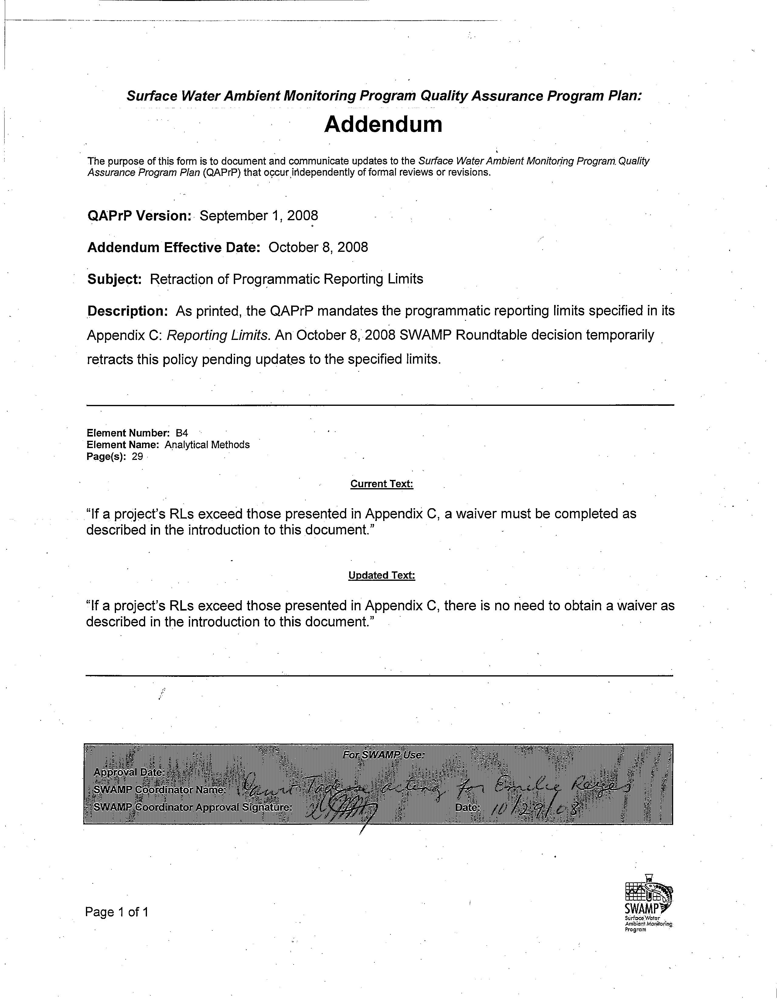 Surface Water Ambient Monitoring Program Quality Assurance Program Plan:
Addendum
The purpose of this form is to document and communicate updates to the Surface Water Ambient Monitoring Program Quality
Assurance Program Plan (QAPrP) that occur independently of formal reviews or revisions.
QAPrP Version: September 1, 2008
Addendum Effective Date: October 8, 2008
Subject: Retraction of Programmatic Reporting Limits
Description: As printed, the QAPrP mandates the programmatic reporting limits specified in its
Appendix C: Reporting Limits. An October 8, 2008 SWAMP Roundtable decision temporarily
retracts this policy pending updates to the specified limits.
Element Number: B4
Element Name: Analytical Methods
Page(s): 29
Current Text:
“If a project’s RLs exceed those presented in Appendix C, a waiver must be completed as
described in the introduction to this document.”
Updated Text:
“If a project’s RLs exceed those presented in Appendix C, there is no need to obtain a waiver as
described in the introduction to this document.”
For SWAMP Use:
Approval Date:
SWAMP Coordinator Name: acting for Emilie Reyes
SWAMP Coordinator Approval Signature: Date: 10/29/08
Page 1 of 1
SWAMP
Surface Water
Ambient Monitoring
Program